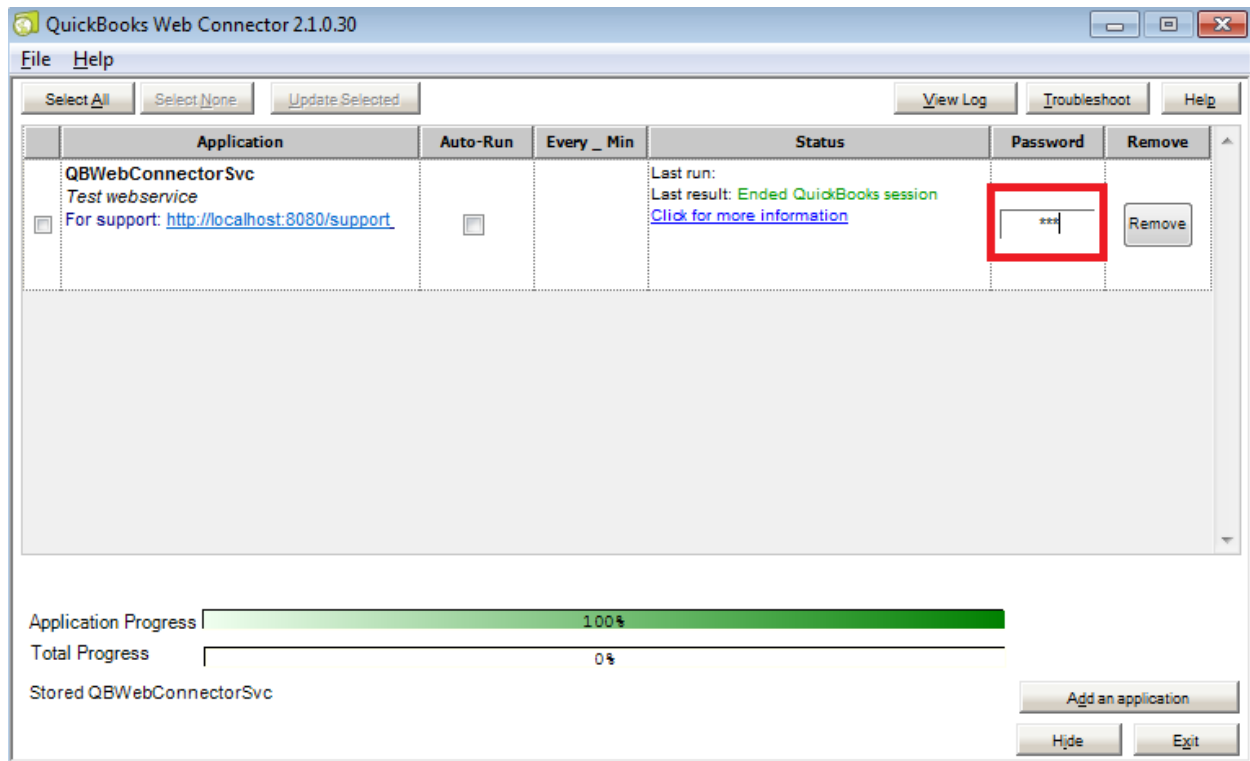 QuickBooks Web Connector 2.1.0.30
File Help
Select All Select None Update Selected View Log Troubleshoot Help
Application Auto-Run Every _ Min Status Password Remove
QBWebConnectorSvc
Test webservice
For support: http://localhost:8080/support
Last run:
Last result: Ended QuickBooks session
Click for more information
***
Remove
Application Progress 100%
Total Progress 0%
Stored QBWebConnectorSvc
Add an application
Hide Exit